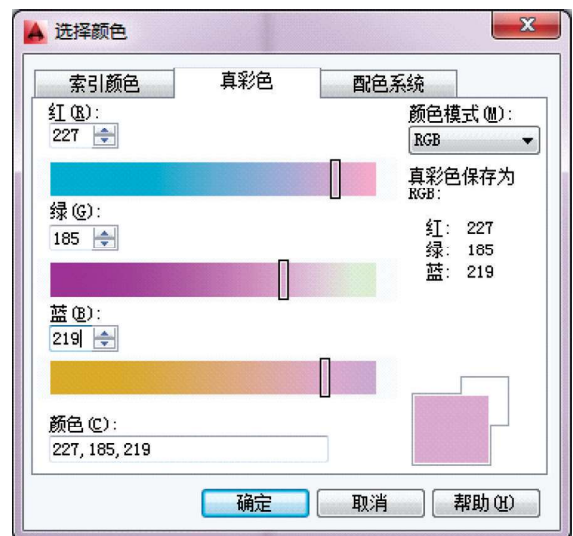 选择颜色
索引颜色 真彩色 配色系统
红(R):
227
绿(G):
185
蓝(B):
219
颜色(C):
227,185,219
颜色模式(M):
RGB
真彩色保存为
RGB:
红: 227
绿: 185
蓝: 219
确定 取消 帮助(H)